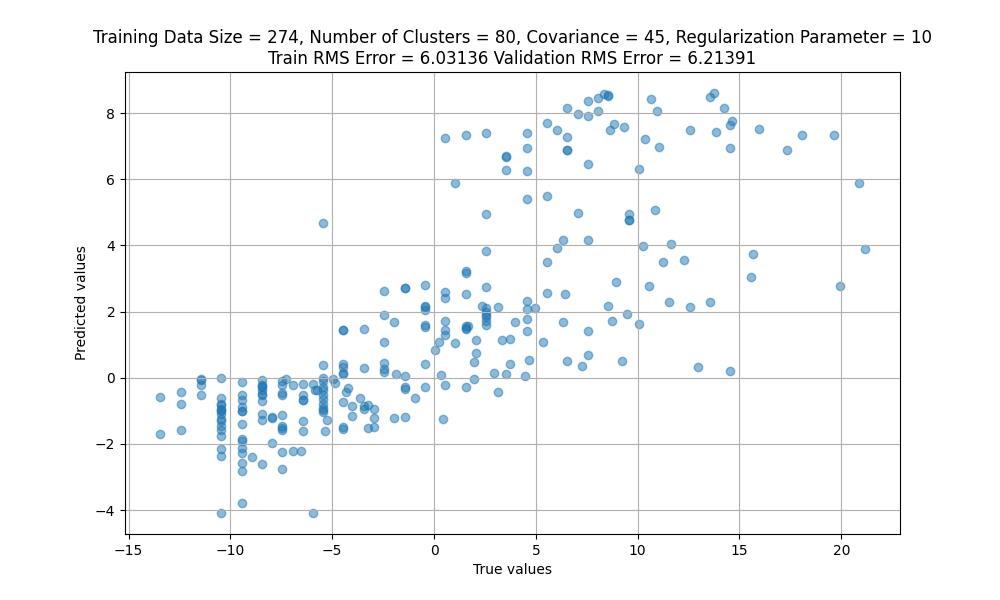 Training Data Size = 274, Number of Clusters = 80, Covariance = 45, Regularization Parameter = 10
Train RMS Error = 6.03136 Validation RMS Error = 6.21391
8
6
4
2
0
−2
−4
Predicted values
−15 −10 −5 0 5 10 15 20
True values